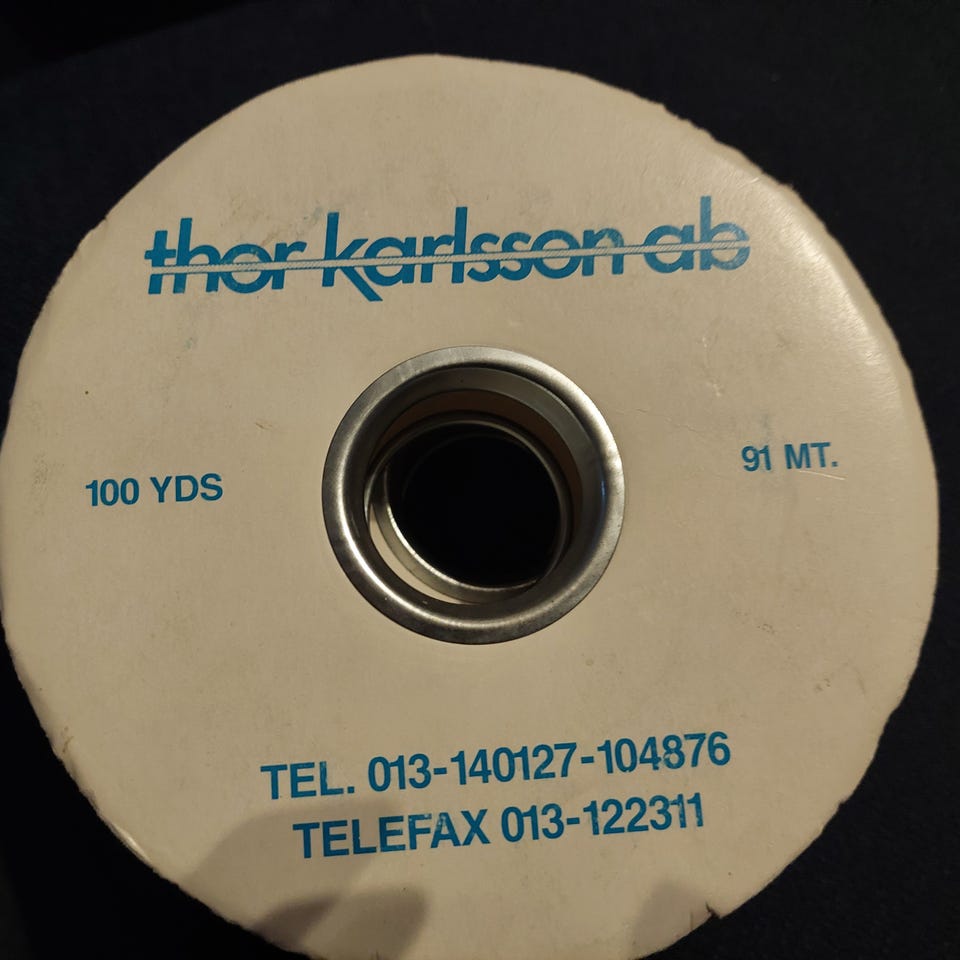 thor karlsson ab
100 YDS
91 MT.
TEL. 013-140127-104876
TELEFAX 013-122311